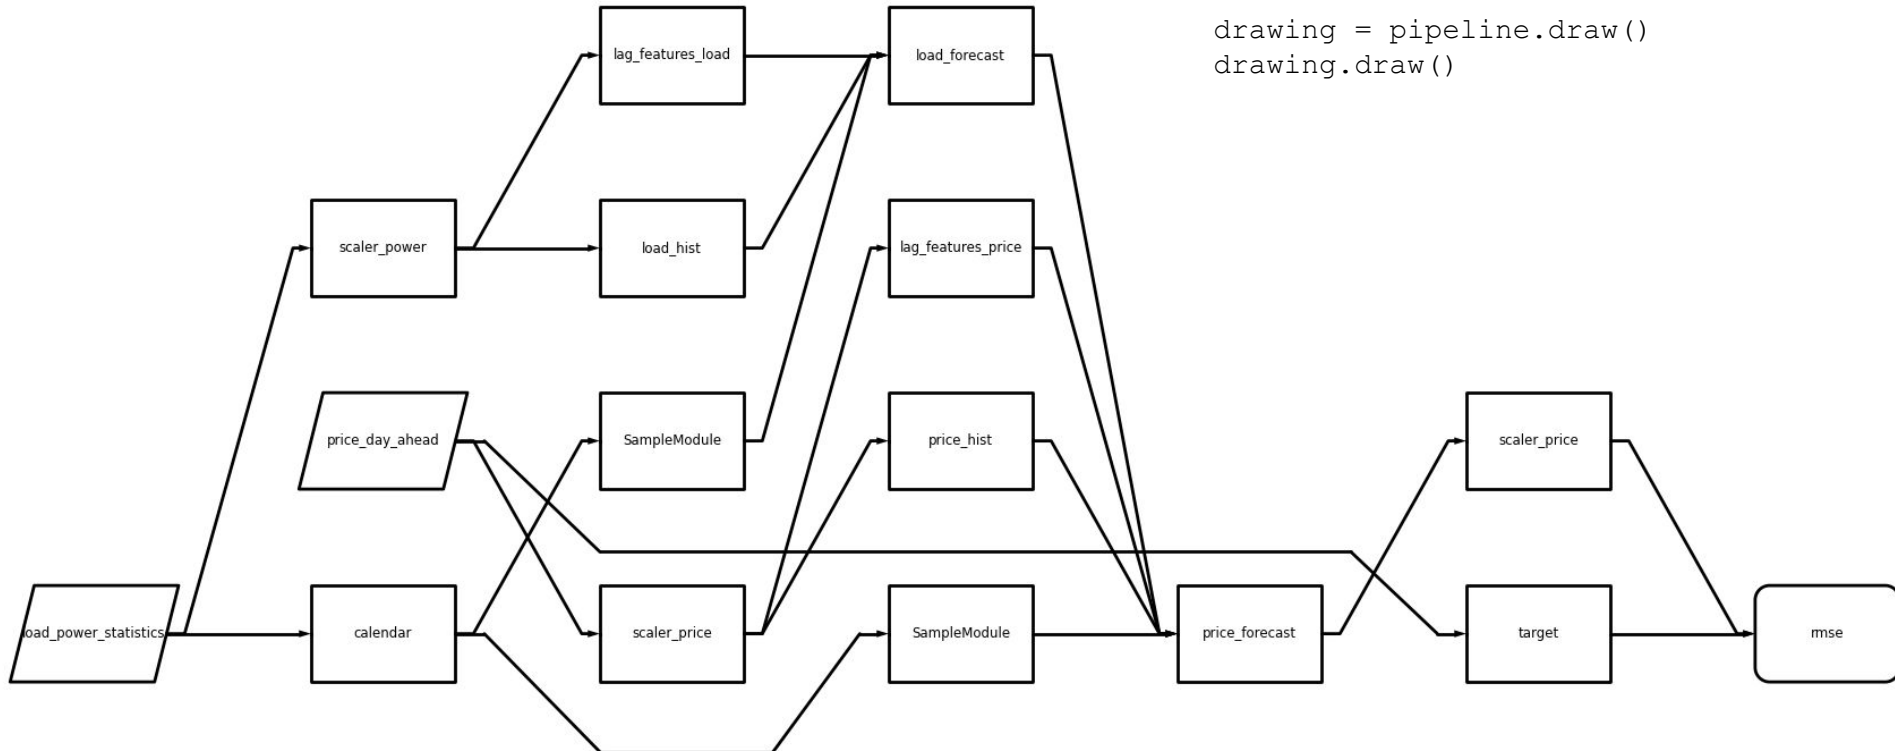 drawing = pipeline.draw()
drawing.draw()
lag_features_load
load_forecast
scaler_power
load_hist
lag_features_price
price_day_ahead
SampleModule
price_hist
scaler_price
load_power_statistics
calendar
scaler_price
SampleModule
price_forecast
target
rmse